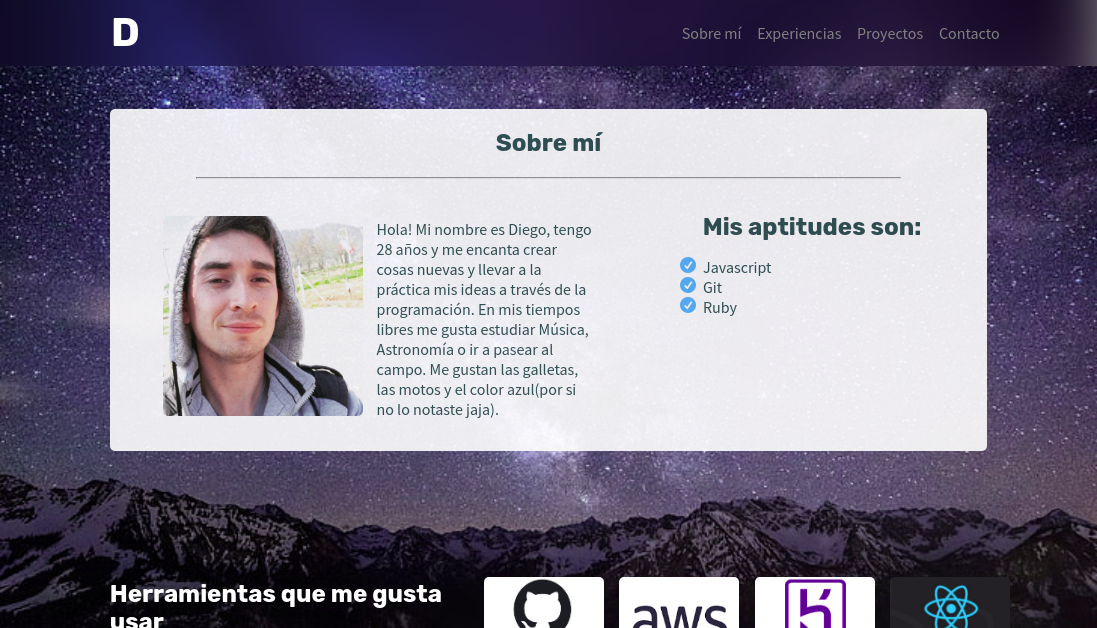 D
Sobre mí Experiencias Proyectos Contacto
Sobre mí
Hola! Mi nombre es Diego, tengo
28 años y me encanta crear
cosas nuevas y llevar a la
práctica mis ideas a través de la
programación. En mis tiempos
libres me gusta estudiar Música,
Astronomía o ir a pasear al
campo. Me gustan las galletas,
las motos y el color azul(por si
no lo notaste jaja).
Mis aptitudes son:
Javascript
Git
Ruby
Herramientas que me gusta
usar
aws